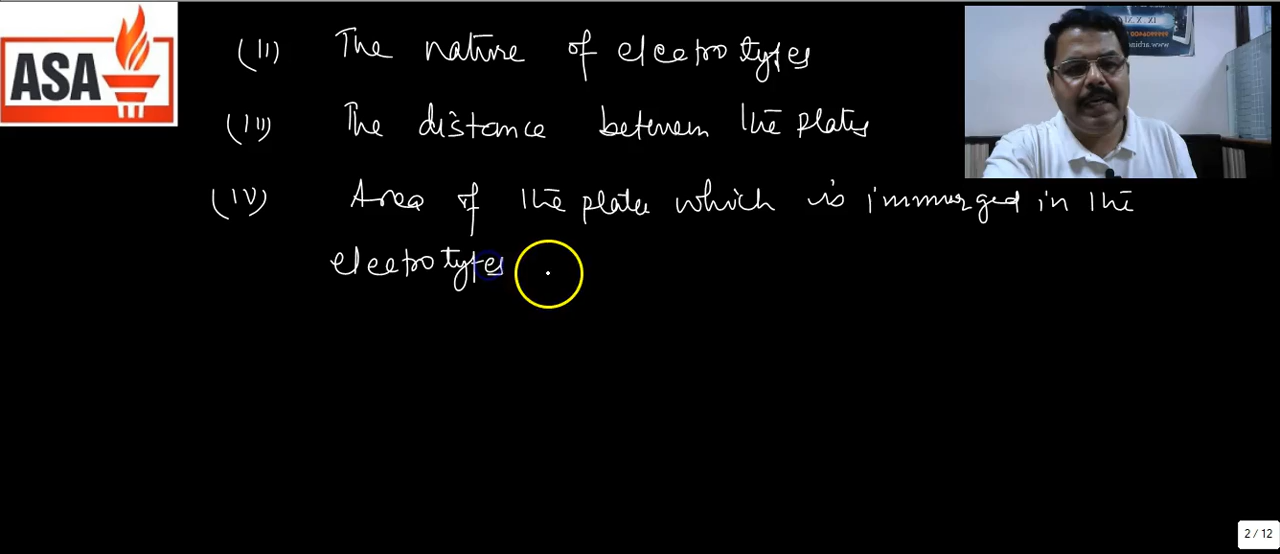 ASA
(II) The nature of electrotytes
(III) The distance between the plates
(IV) Area of the plate which is immerged in the
electrotytes
2 / 12